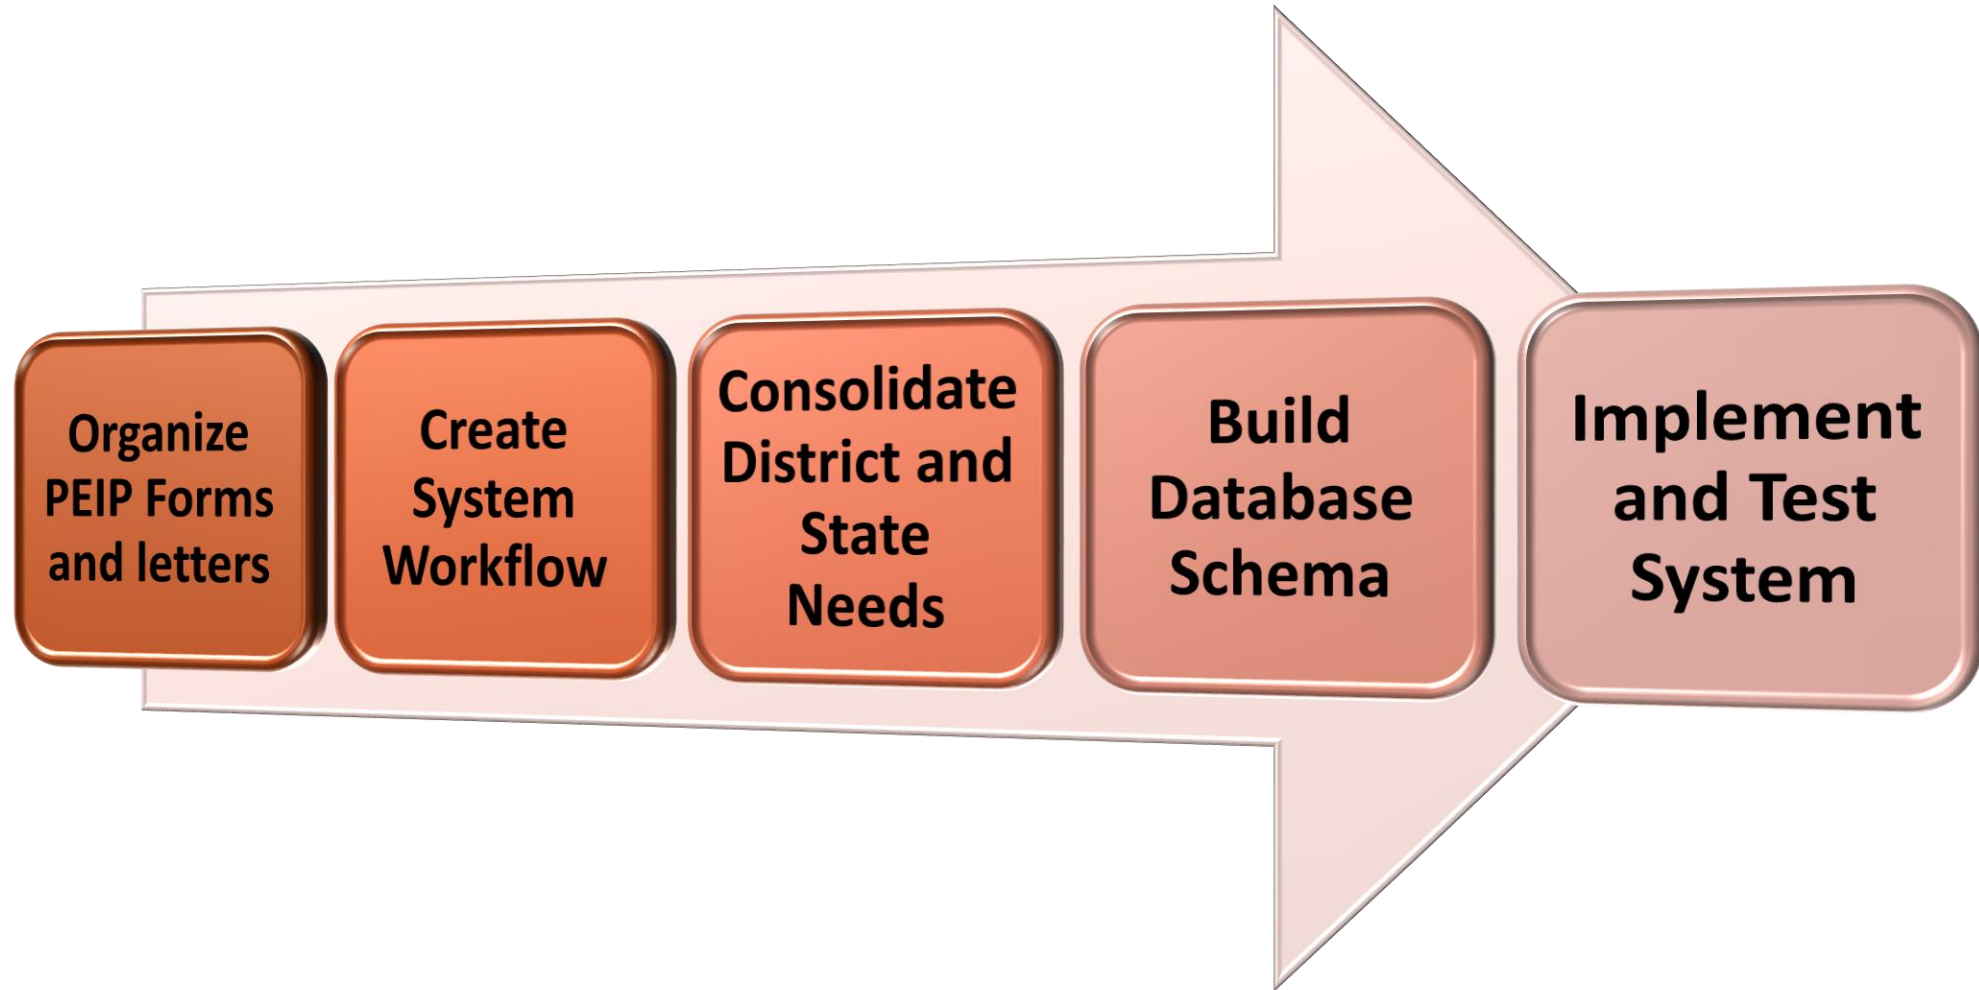 Organize
PEIP Forms
and letters
Create
System
Workflow
Consolidate
District and
State
Needs
Build
Database
Schema
Implement
and Test
System